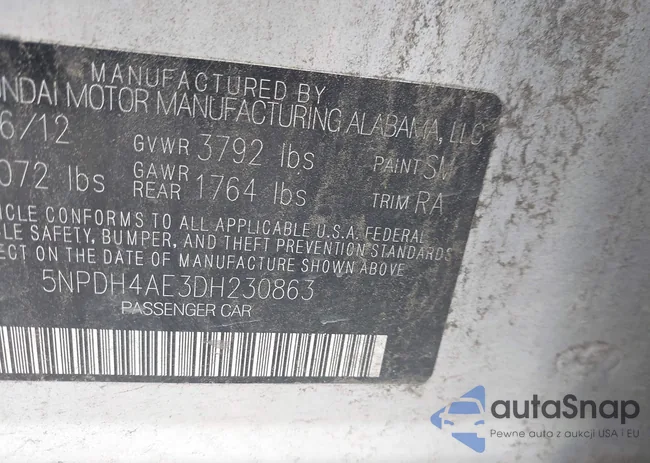 MANUFACTURED BY
NDAI MOTOR MANUFACTURING ALABAMA, LLC
6/12 GVWR 3792 lbs PAINT SM
072 lbs GAWR REAR 1764 lbs TRIM RA
ICLE CONFORMS TO ALL APPLICABLE U.S.A. FEDERAL
LE SAFETY, BUMPER, AND THEFT PREVENTION STANDARDS
ECT ON THE DATE OF MANUFACTURE SHOWN ABOVE
5NPDH4AE3DH230863
PASSENGER CAR
autaSnap
Pewne auta z aukcji USA i EU